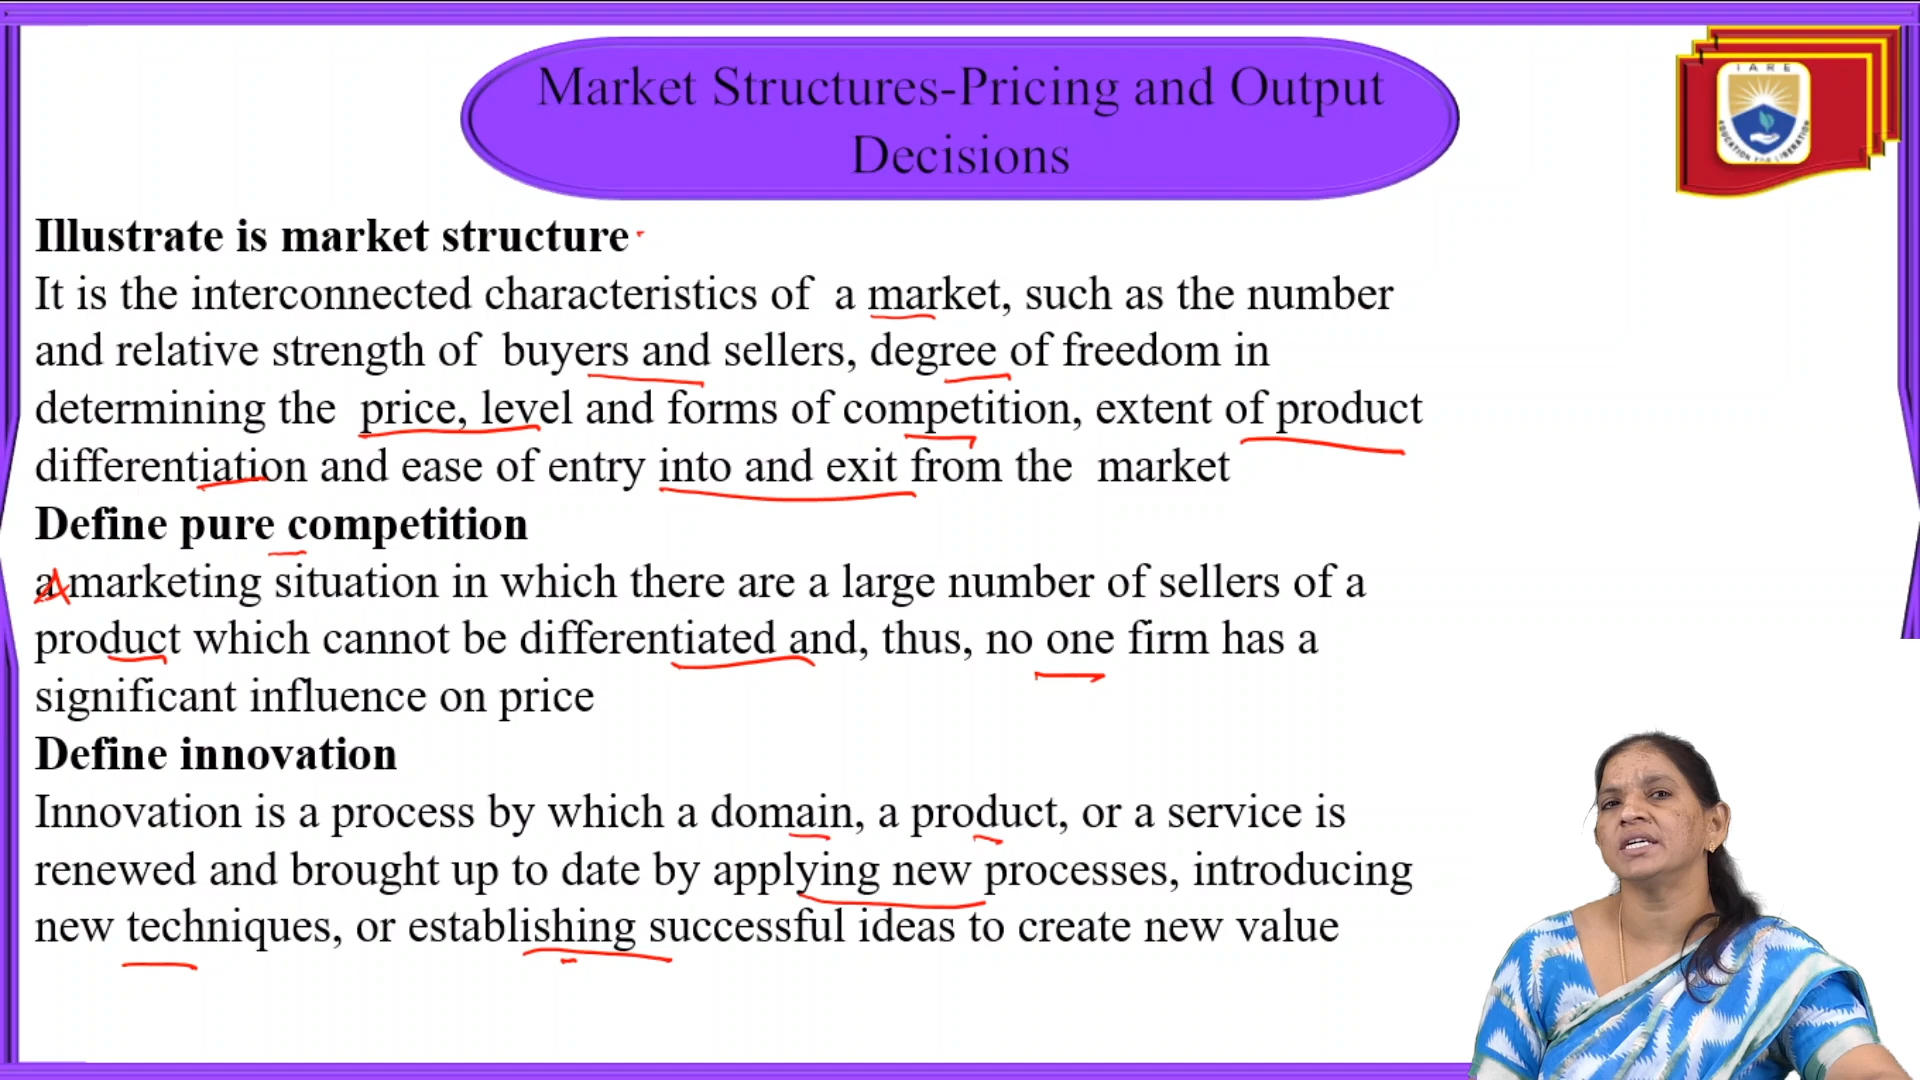 Market Structures-Pricing and Output
Decisions
I A R E
EDUCATION FOR LIBERATION
Illustrate is market structure
It is the interconnected characteristics of a market, such as the number
and relative strength of buyers and sellers, degree of freedom in
determining the price, level and forms of competition, extent of product
differentiation and ease of entry into and exit from the market
Define pure competition
a marketing situation in which there are a large number of sellers of a
product which cannot be differentiated and, thus, no one firm has a
significant influence on price
Define innovation
Innovation is a process by which a domain, a product, or a service is
renewed and brought up to date by applying new processes, introducing
new techniques, or establishing successful ideas to create new value